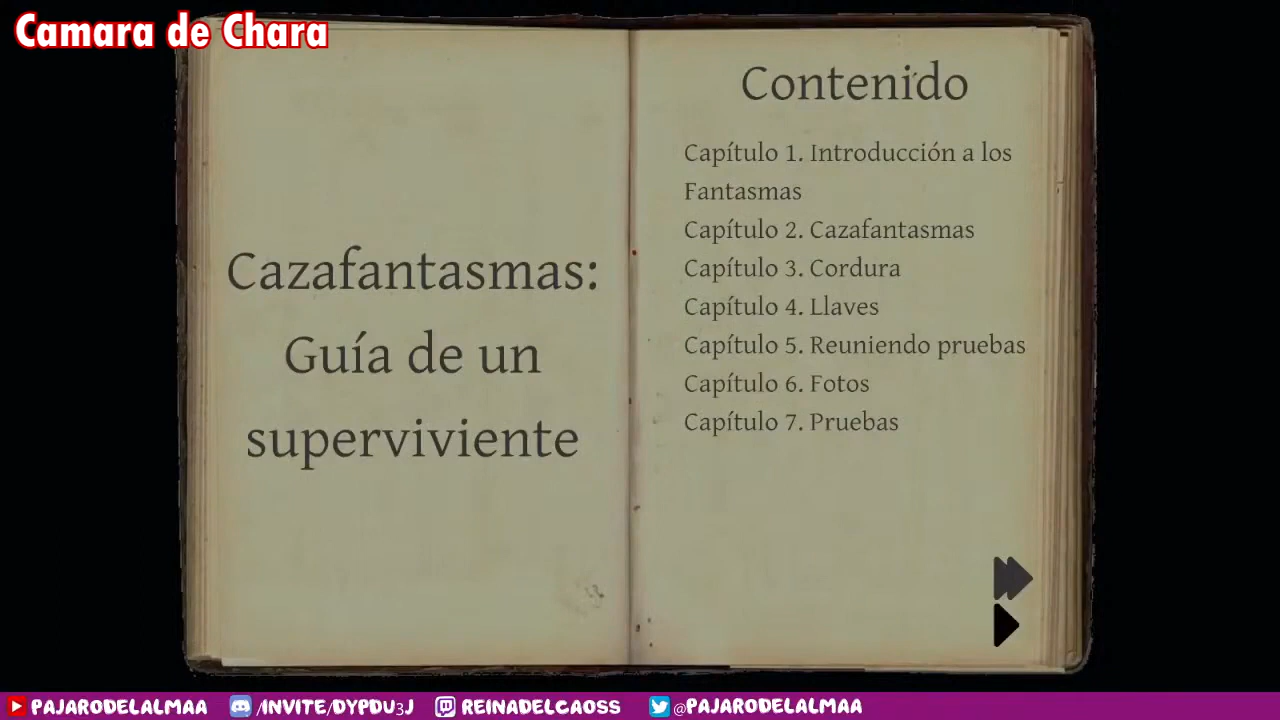 Camara de Chara
Cazafantasmas:
Guía de un
superviviente
Contenido
Capítulo 1. Introducción a los
Fantasmas
Capítulo 2. Cazafantasmas
Capítulo 3. Cordura
Capítulo 4. Llaves
Capítulo 5. Reuniendo pruebas
Capítulo 6. Fotos
Capítulo 7. Pruebas
PAJARODELALMAA /INVITE/DYPDU3J REINADELCAOSS @PAJARODELALMAA